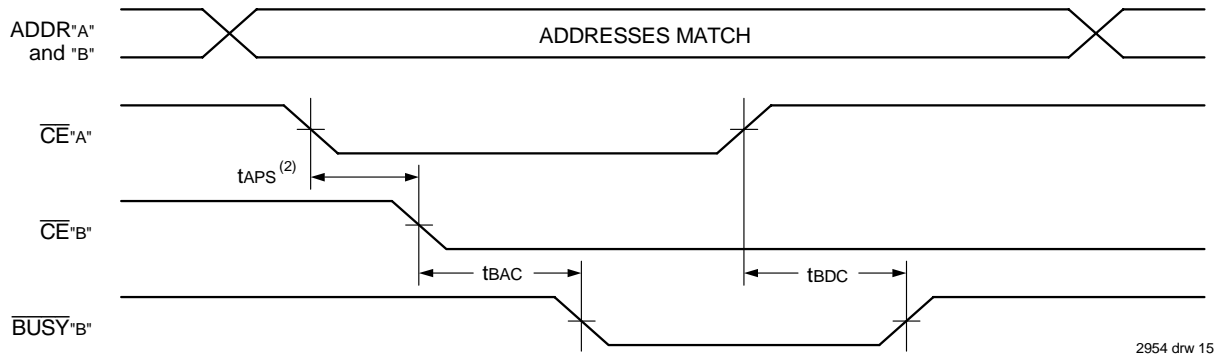 ADDR"A"
and "B"
ADDRESSES MATCH
CE"A"
tAPS (2)
CE"B"
tBAC
tBDC
BUSY"B"
2954 drw 15